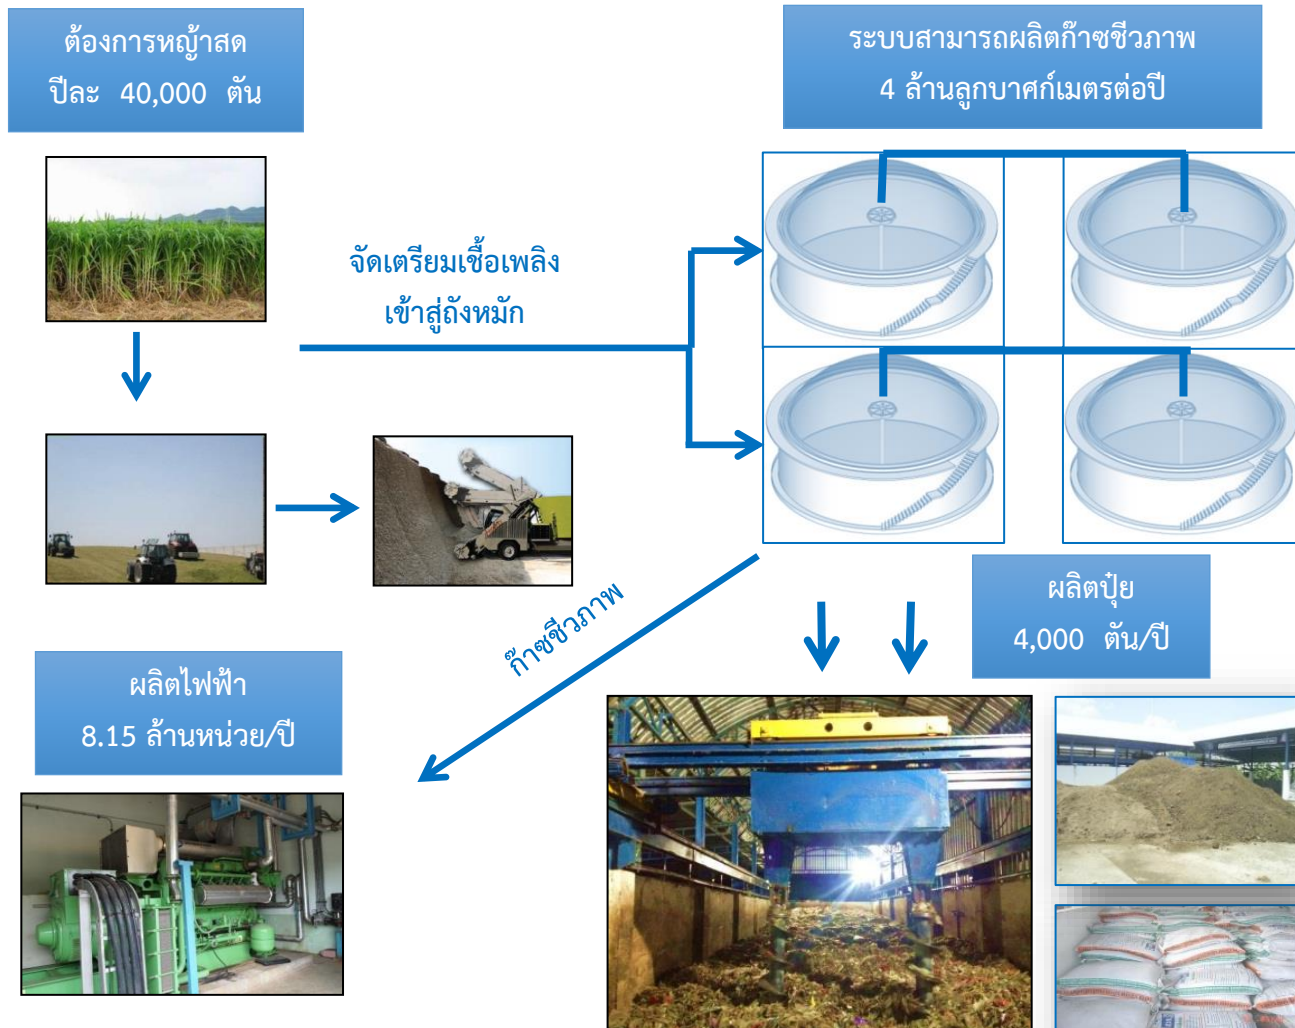 ต้องการหญ้าสด
ปีละ 40,000 ตัน
ระบบสามารถผลิตก๊าซชีวภาพ
4 ล้านลูกบาศก์เมตรต่อปี
จัดเตรียมเชื้อเพลิง
เข้าสู่ถังหมัก
ก๊าซชีวภาพ
ผลิตปุ๋ย
4,000 ตัน/ปี
ผลิตไฟฟ้า
8.15 ล้านหน่วย/ปี